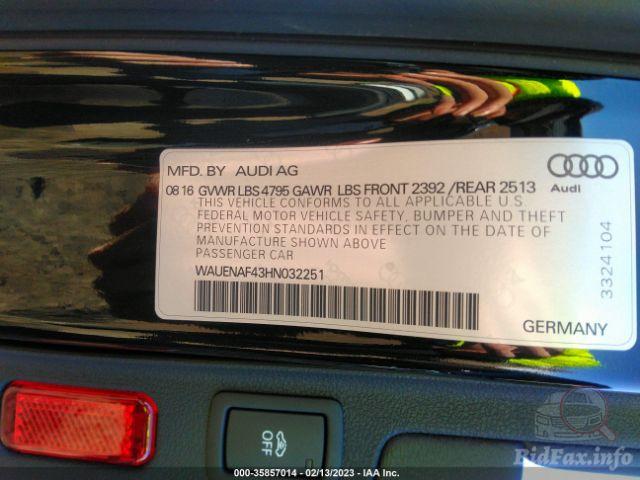 MFD. BY AUDI AG
08 16 GVWR LBS 4795 GAWR LBS FRONT 2392 /REAR 2513
THIS VEHICLE CONFORMS TO ALL APPLICABLE U.S
FEDERAL MOTOR VEHICLE SAFETY, BUMPER AND THEFT
PREVENTION STANDARDS IN EFFECT ON THE DATE OF
MANUFACTURE SHOWN ABOVE
PASSENGER CAR
WAUENAF43HN032251
Audi
3324104
GERMANY
OFF
000-35857014 - 02/13/2023 - IAA Inc.
BidFax.info